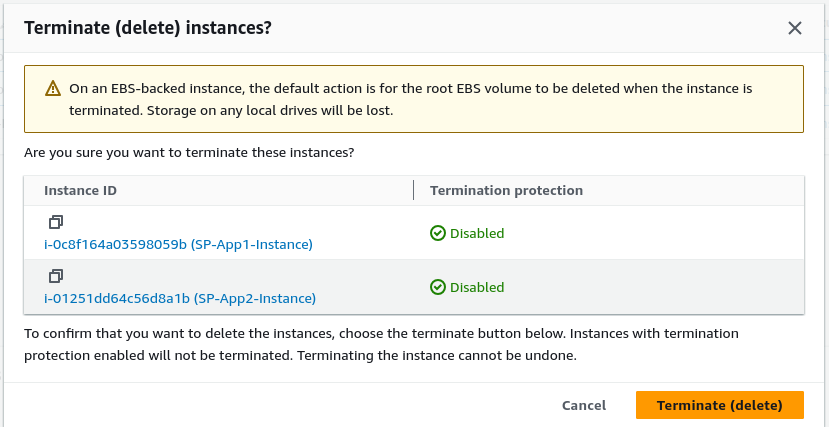 Terminate (delete) instances?
On an EBS-backed instance, the default action is for the root EBS volume to be deleted when the instance is
terminated. Storage on any local drives will be lost.
Are you sure you want to terminate these instances?
Instance ID
Termination protection
i-0c8f164a03598059b (SP-App1-Instance)
Disabled
i-01251dd64c56d8a1b (SP-App2-Instance)
Disabled
To confirm that you want to delete the instances, choose the terminate button below. Instances with termination
protection enabled will not be terminated. Terminating the instance cannot be undone.
Cancel
Terminate (delete)